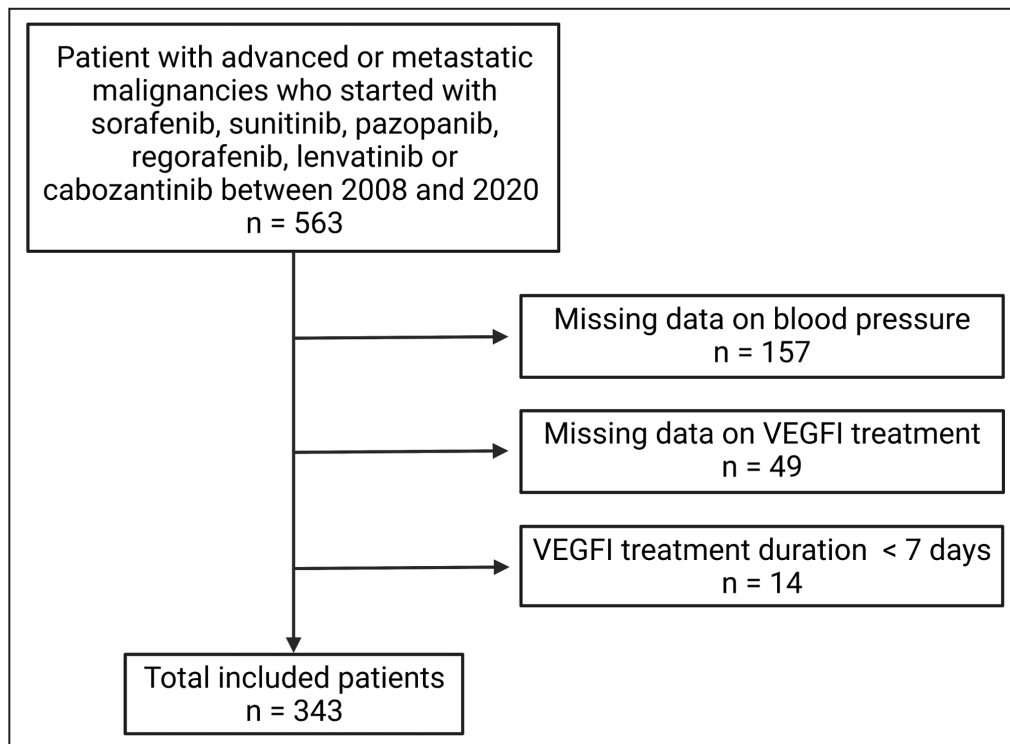 Patient with advanced or metastatic
malignancies who started with
sorafenib, sunitinib, pazopanib,
regorafenib, lenvatinib or
cabozantinib between 2008 and 2020
n = 563
Missing data on blood pressure
n = 157
Missing data on VEGFI treatment
n = 49
VEGFI treatment duration < 7 days
n = 14
Total included patients
n = 343